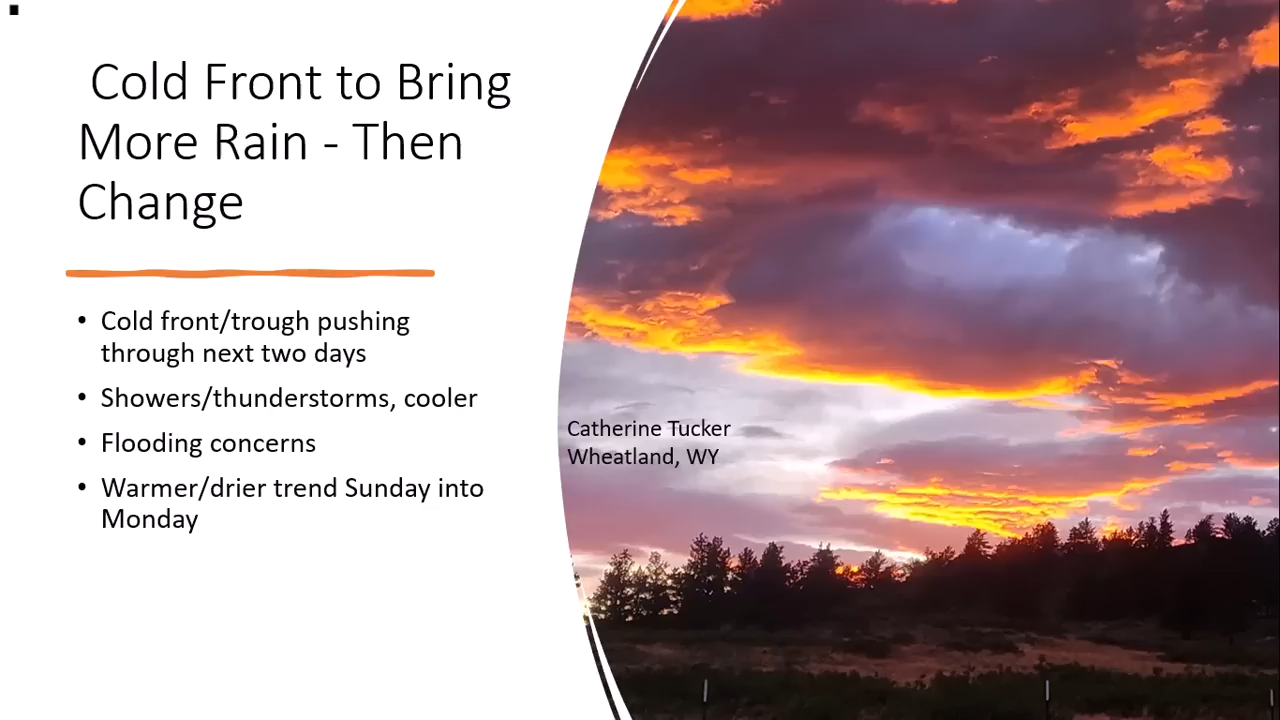 Cold Front to Bring
More Rain - Then
Change
• Cold front/trough pushing
through next two days
• Showers/thunderstorms, cooler
• Flooding concerns
• Warmer/drier trend Sunday into
Monday
Catherine Tucker
Wheatland, WY